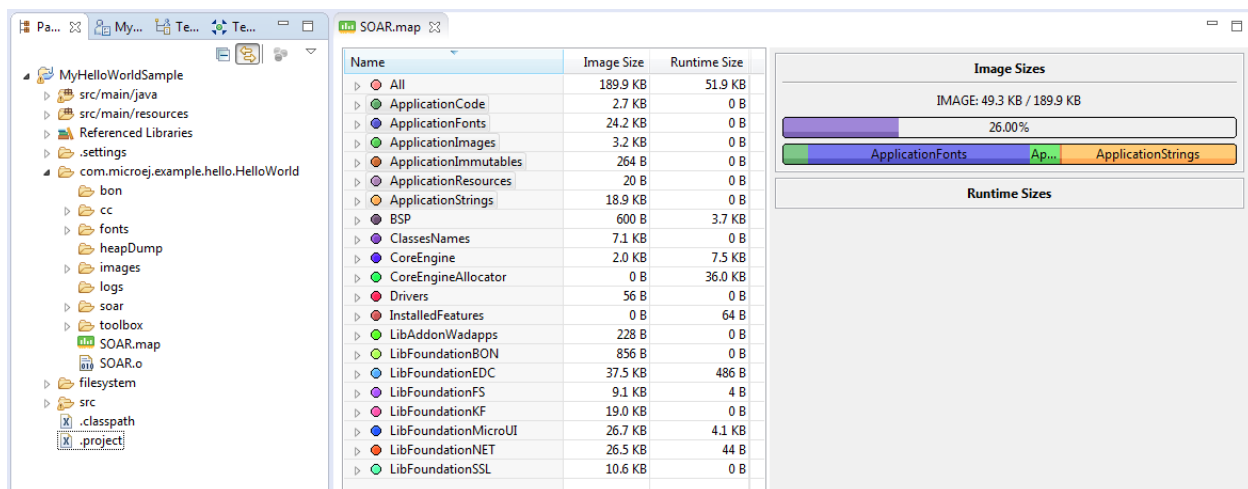 Pa... My... Te... Te...
MyHelloWorldSample
src/main/java
src/main/resources
Referenced Libraries
.settings
com.microej.example.hello.HelloWorld
bon
cc
fonts
heapDump
images
logs
soar
toolbox
SOAR.map
SOAR.o
filesystem
src
.classpath
.project
SOAR.map
Name Image Size Runtime Size
All 189.9 KB 51.9 KB
ApplicationCode 2.7 KB 0 B
ApplicationFonts 24.2 KB 0 B
ApplicationImages 3.2 KB 0 B
ApplicationImmutables 264 B 0 B
ApplicationResources 20 B 0 B
ApplicationStrings 18.9 KB 0 B
BSP 600 B 3.7 KB
ClassesNames 7.1 KB 0 B
CoreEngine 2.0 KB 7.5 KB
CoreEngineAllocator 0 B 36.0 KB
Drivers 56 B 0 B
InstalledFeatures 0 B 64 B
LibAddonWadapps 228 B 0 B
LibFoundationBON 856 B 0 B
LibFoundationEDC 37.5 KB 486 B
LibFoundationFS 9.1 KB 4 B
LibFoundationKF 19.0 KB 0 B
LibFoundationMicroUI 26.7 KB 4.1 KB
LibFoundationNET 26.5 KB 44 B
LibFoundationSSL 10.6 KB 0 B
Image Sizes
IMAGE: 49.3 KB / 189.9 KB
26.00%
ApplicationFonts Ap... ApplicationStrings
Runtime Sizes